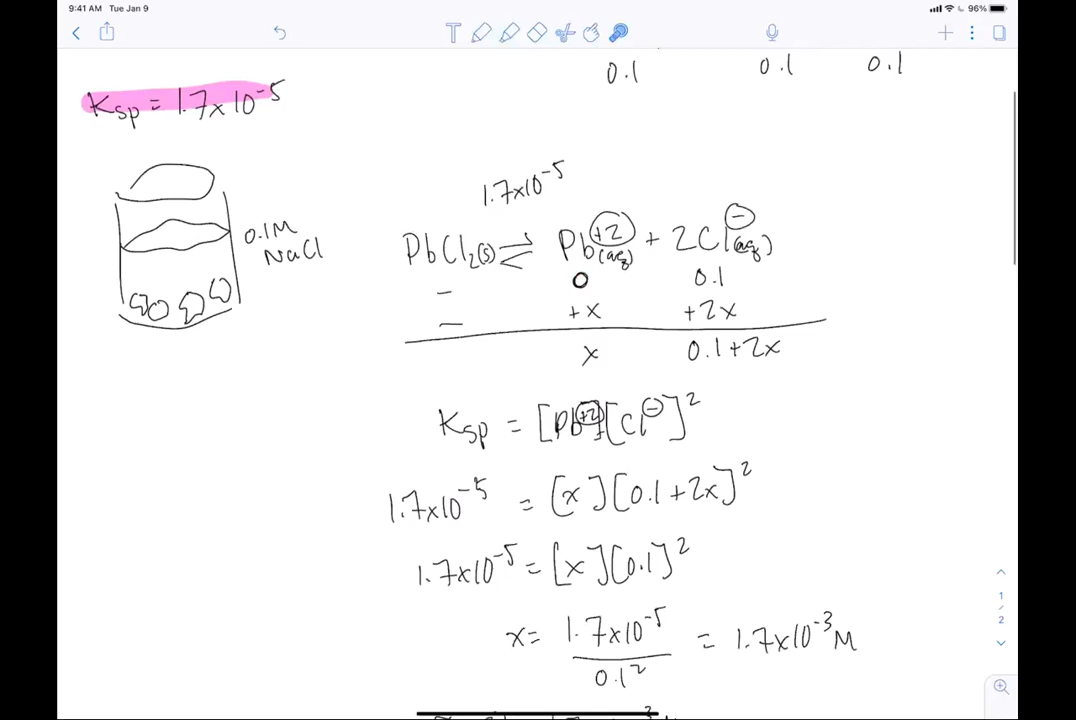 9:41 AM Tue Jan 9
96%
T
0.1 0.1 0.1
Ksp = 1.7x10^-5
1.7x10^-5
0.1M
NaCl
PbCl2(s) ⇌ Pb+2(aq) + 2Cl−(aq)
− 0 0.1
− +x +2x
x 0.1+2x
Ksp = [Pb+2][Cl−]²
1.7x10^-5 = [x][0.1+2x]²
1.7x10^-5 = [x][0.1]²
x = 1.7x10^-5 / 0.1² = 1.7x10^-3 M
1
/
2